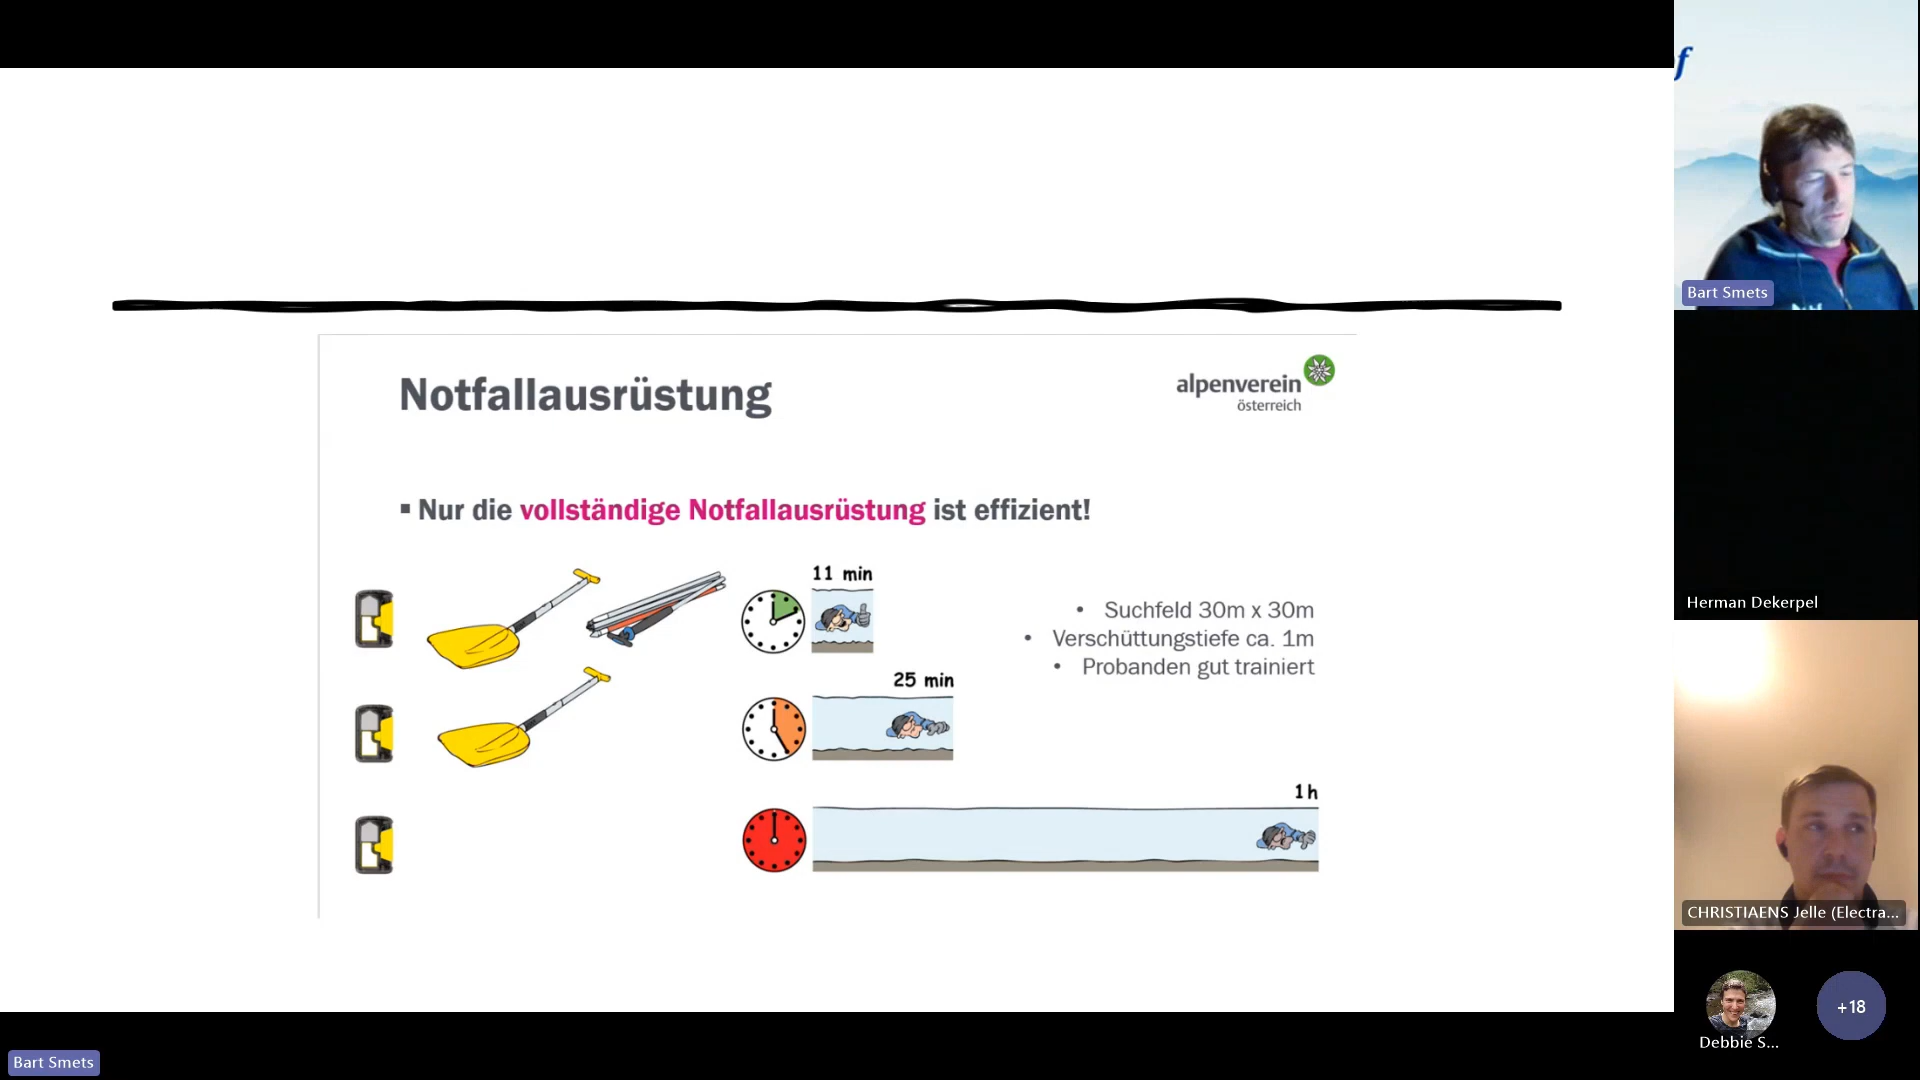 Notfallausrüstung
alpenverein
österreich
▪ Nur die vollständige Notfallausrüstung ist effizient!
11 min
• Suchfeld 30m x 30m
• Verschüttungstiefe ca. 1m
• Probanden gut trainiert
25 min
1 h
f
Bart Smets
Herman Dekerpel
CHRISTIAENS Jelle (Electra...
Debbie S...
+18
Bart Smets